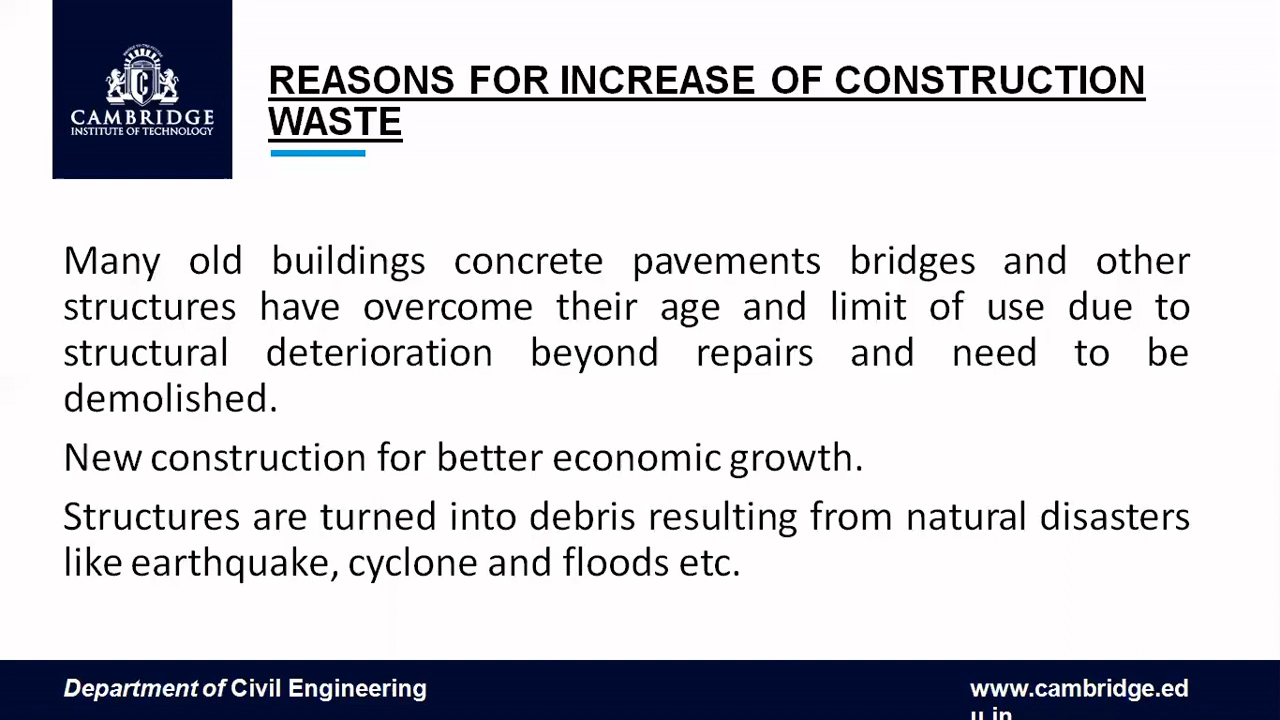 CAMBRIDGE
INSTITUTE OF TECHNOLOGY
REASONS FOR INCREASE OF CONSTRUCTION
WASTE
Many old buildings concrete pavements bridges and other
structures have overcome their age and limit of use due to
structural deterioration beyond repairs and need to be
demolished.
New construction for better economic growth.
Structures are turned into debris resulting from natural disasters
like earthquake, cyclone and floods etc.
Department of Civil Engineering
www.cambridge.ed
u.in